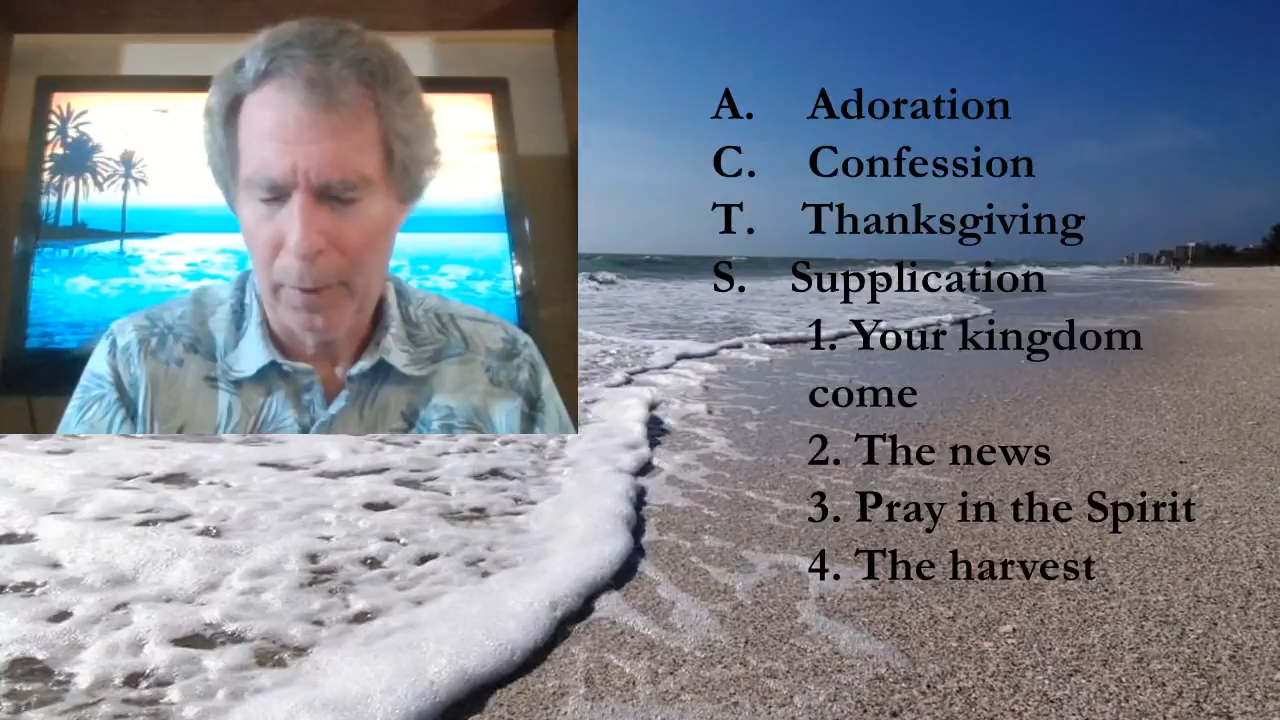 A. Adoration
C. Confession
T. Thanksgiving
S. Supplication
1. Your kingdom
come
2. The news
3. Pray in the Spirit
4. The harvest